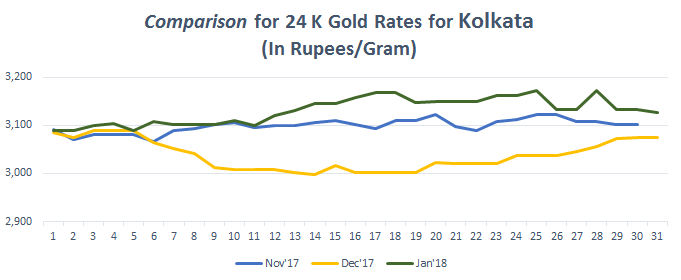 Comparison for 24 K Gold Rates for Kolkata
(In Rupees/Gram)
3,200
3,100
3,000
2,900
1 2 3 4 5 6 7 8 9 10 11 12 13 14 15 16 17 18 19 20 21 22 23 24 25 26 27 28 29 30 31
Nov'17 Dec'17 Jan'18